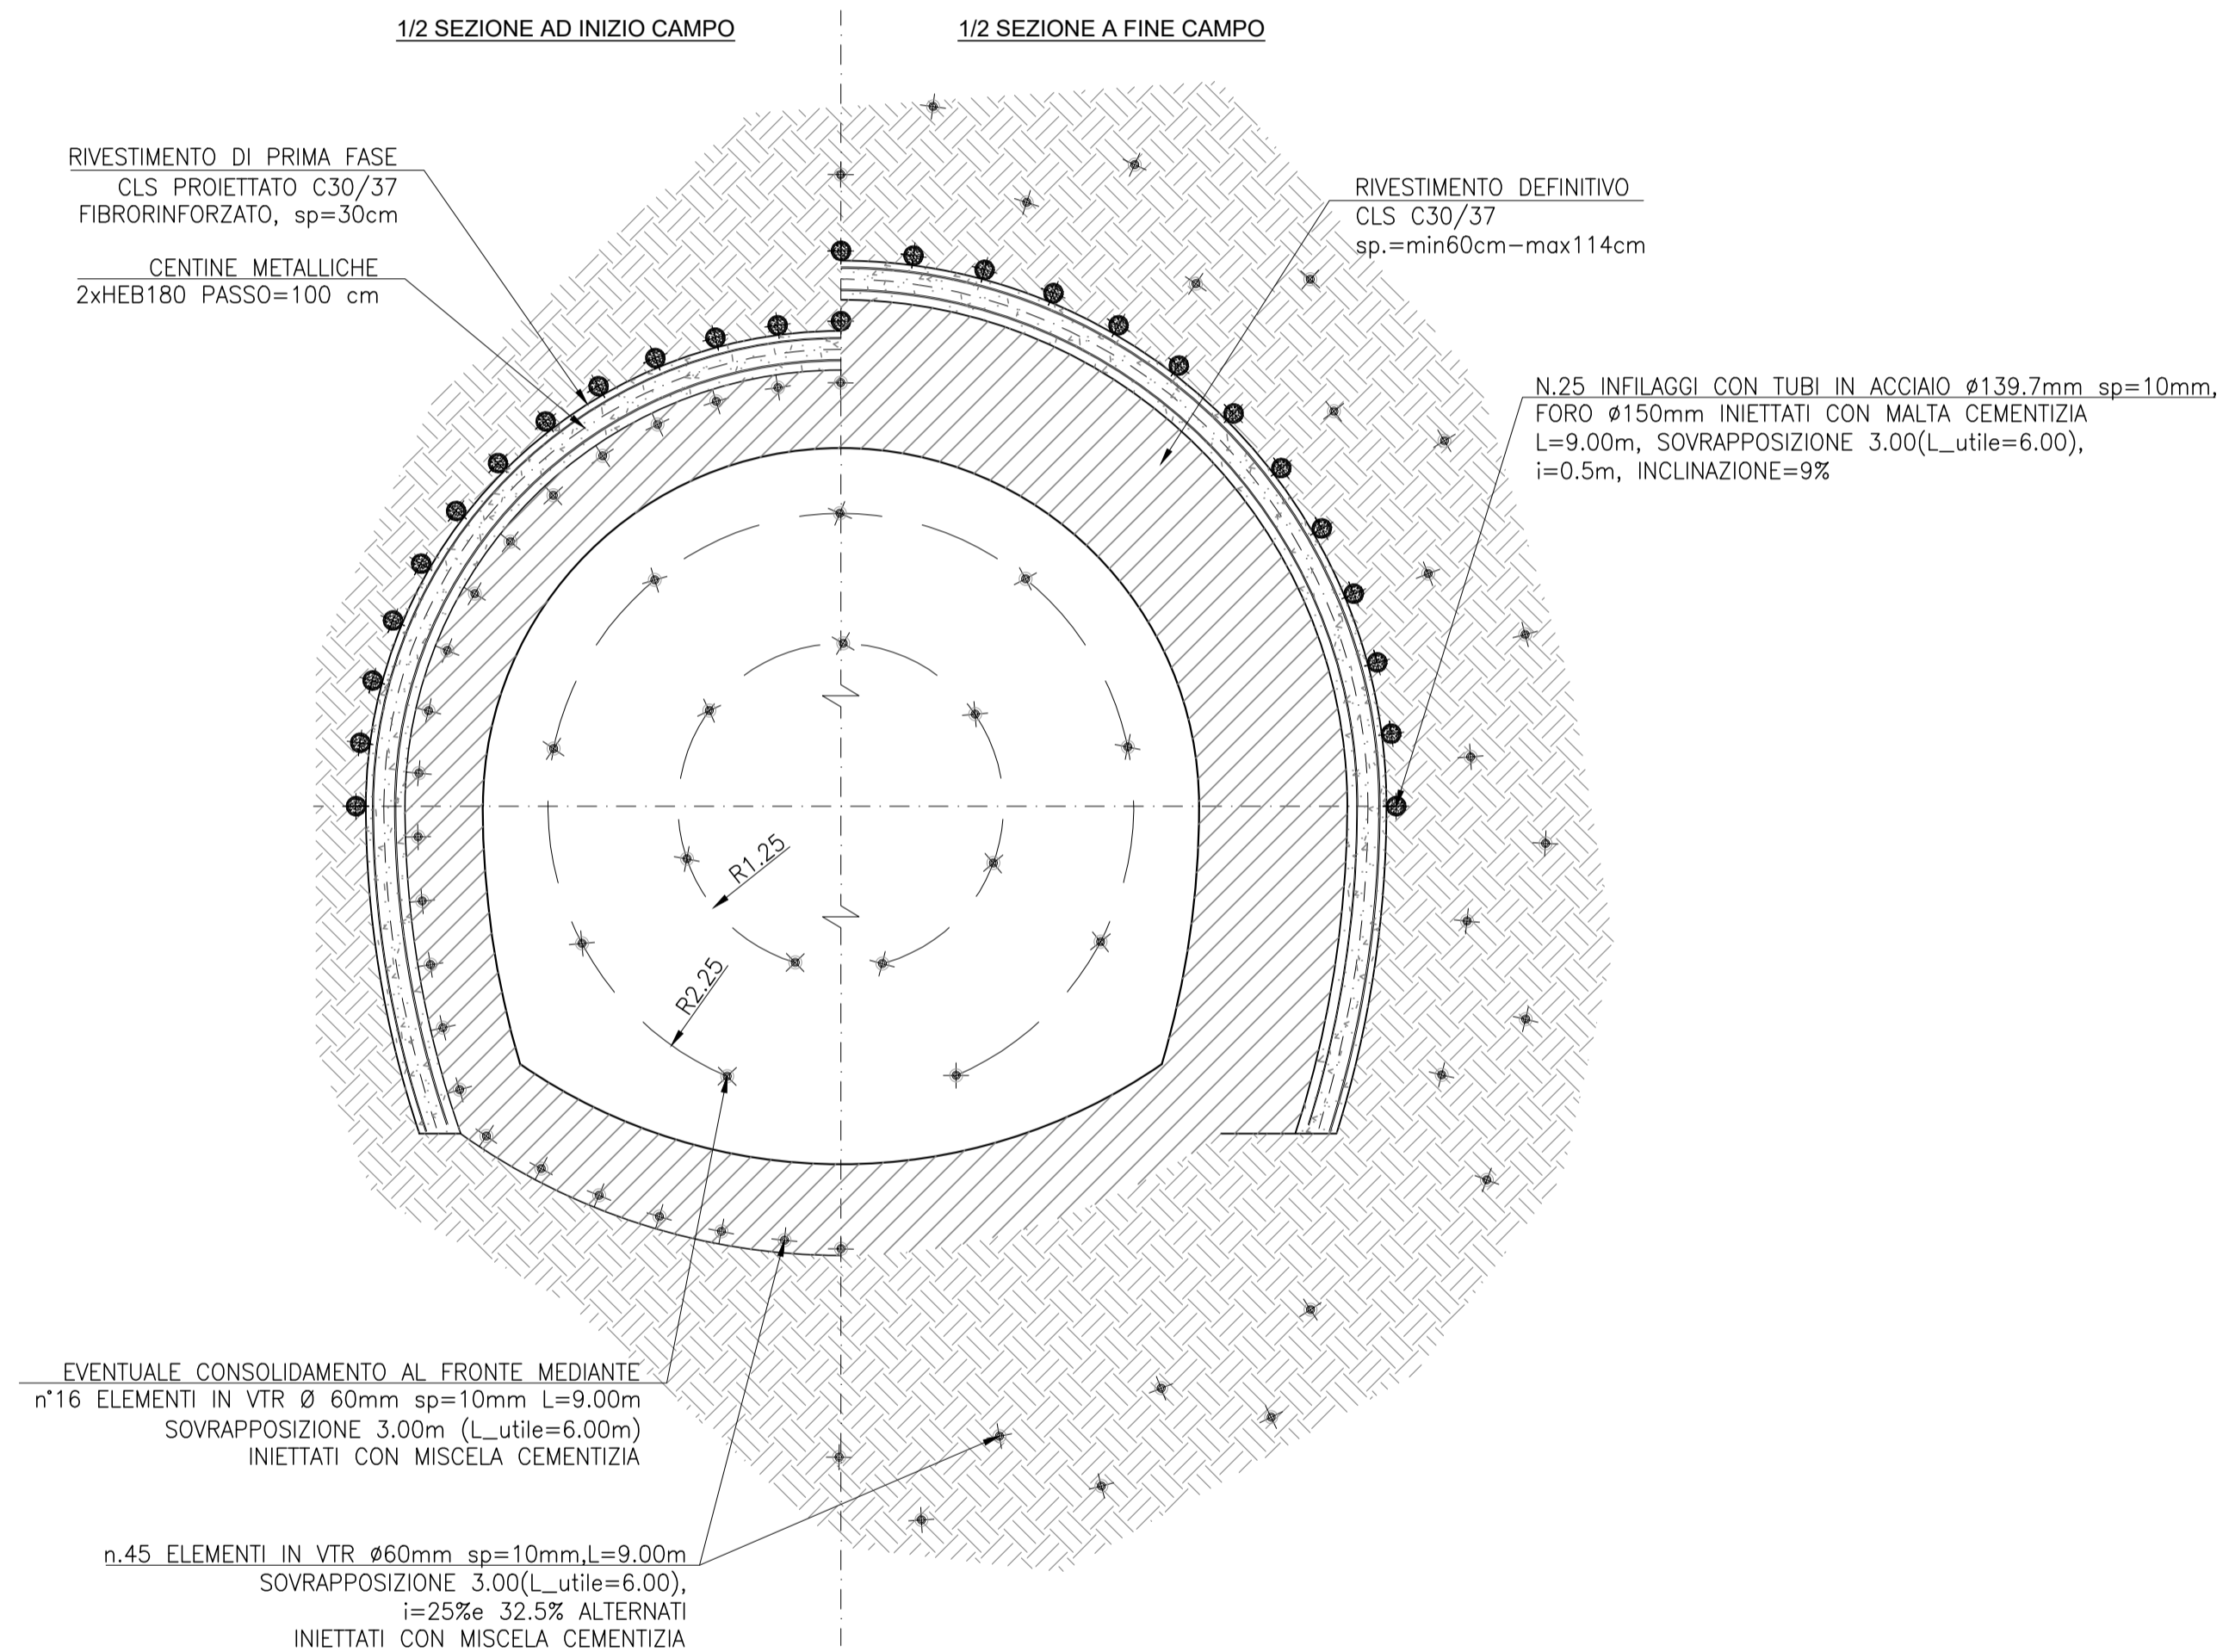 1/2 SEZIONE AD INIZIO CAMPO
1/2 SEZIONE A FINE CAMPO
RIVESTIMENTO DI PRIMA FASE
CLS PROIETTATO C30/37
FIBRORINFORZATO, sp=30cm
CENTINE METALLICHE
2xHEB180 PASSO=100 cm
RIVESTIMENTO DEFINITIVO
CLS C30/37
sp.=min60cm-max114cm
N.25 INFILAGGI CON TUBI IN ACCIAIO ø139.7mm sp=10mm,
FORO ø150mm INIETTATI CON MALTA CEMENTIZIA
L=9.00m, SOVRAPPOSIZIONE 3.00(L_utile=6.00),
i=0.5m, INCLINAZIONE=9%
R1.25
R2.25
EVENTUALE CONSOLIDAMENTO AL FRONTE MEDIANTE
n°16 ELEMENTI IN VTR Ø 60mm sp=10mm L=9.00m
SOVRAPPOSIZIONE 3.00m (L_utile=6.00m)
INIETTATI CON MISCELA CEMENTIZIA
n.45 ELEMENTI IN VTR ø60mm sp=10mm,L=9.00m
SOVRAPPOSIZIONE 3.00(L_utile=6.00),
i=25%e 32.5% ALTERNATI
INIETTATI CON MISCELA CEMENTIZIA